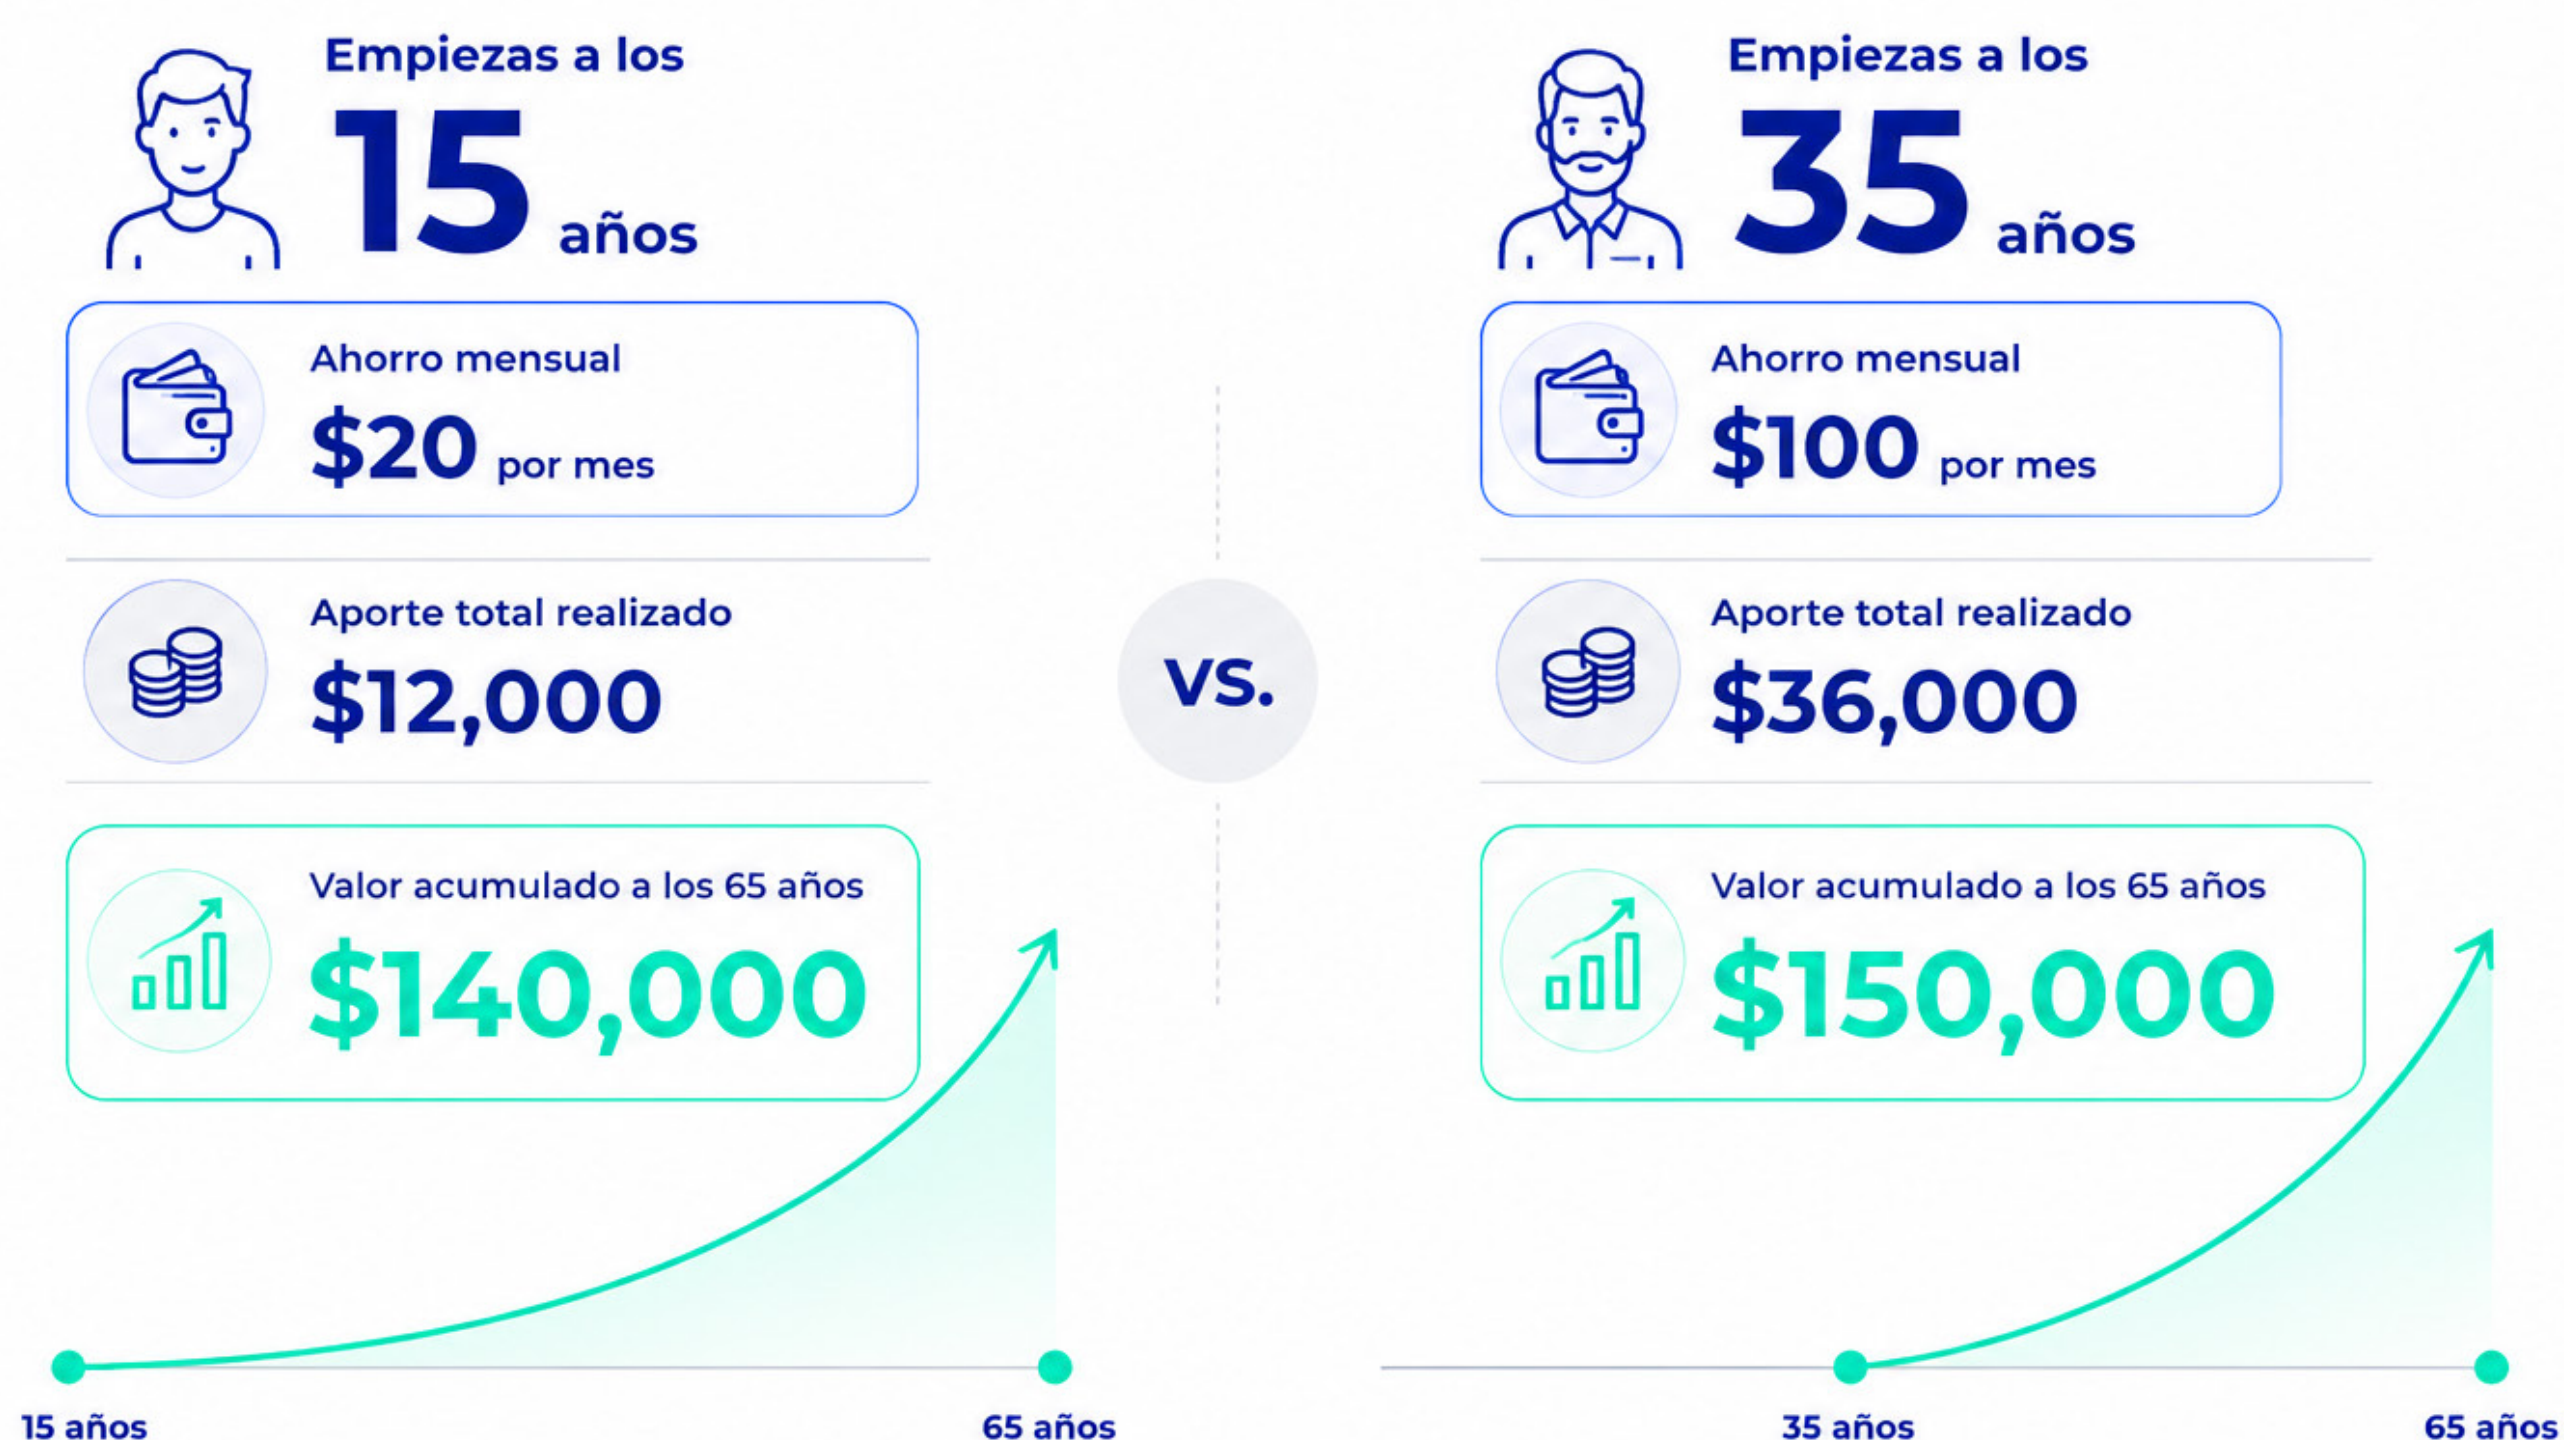 Empiezas a los
15 años
Ahorro mensual
$20 por mes
Aporte total realizado
$12,000
Valor acumulado a los 65 años
$140,000
15 años
65 años
VS.
Empiezas a los
35 años
Ahorro mensual
$100 por mes
Aporte total realizado
$36,000
Valor acumulado a los 65 años
$150,000
35 años
65 años